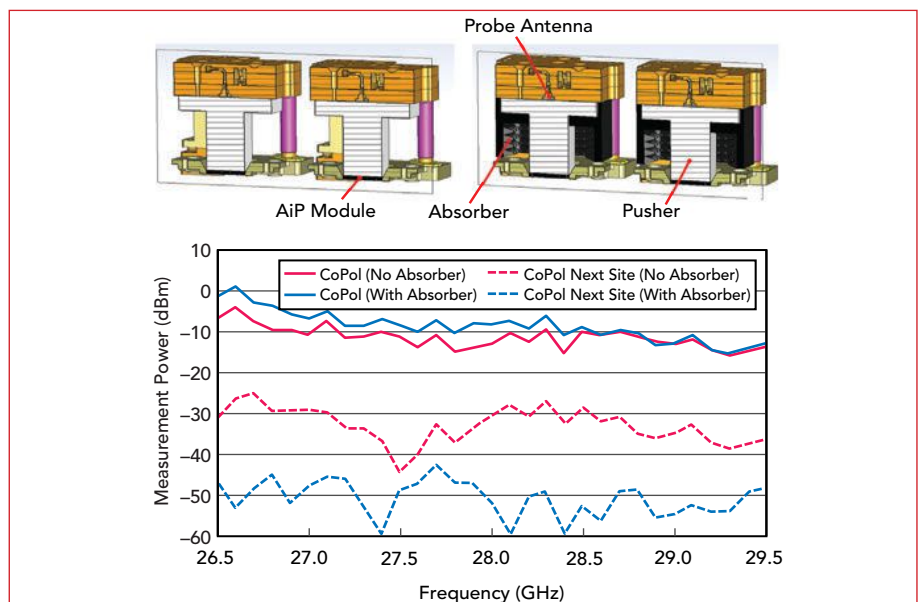 Probe Antenna
AiP Module
Absorber
Pusher
10
0
−10
−20
−30
−40
−50
−60
Measurement Power (dBm)
CoPol (No Absorber)
CoPol Next Site (No Absorber)
CoPol (With Absorber)
CoPol Next Site (With Absorber)
26.5
27.0
27.5
28.0
28.5
29.0
29.5
Frequency (GHz)